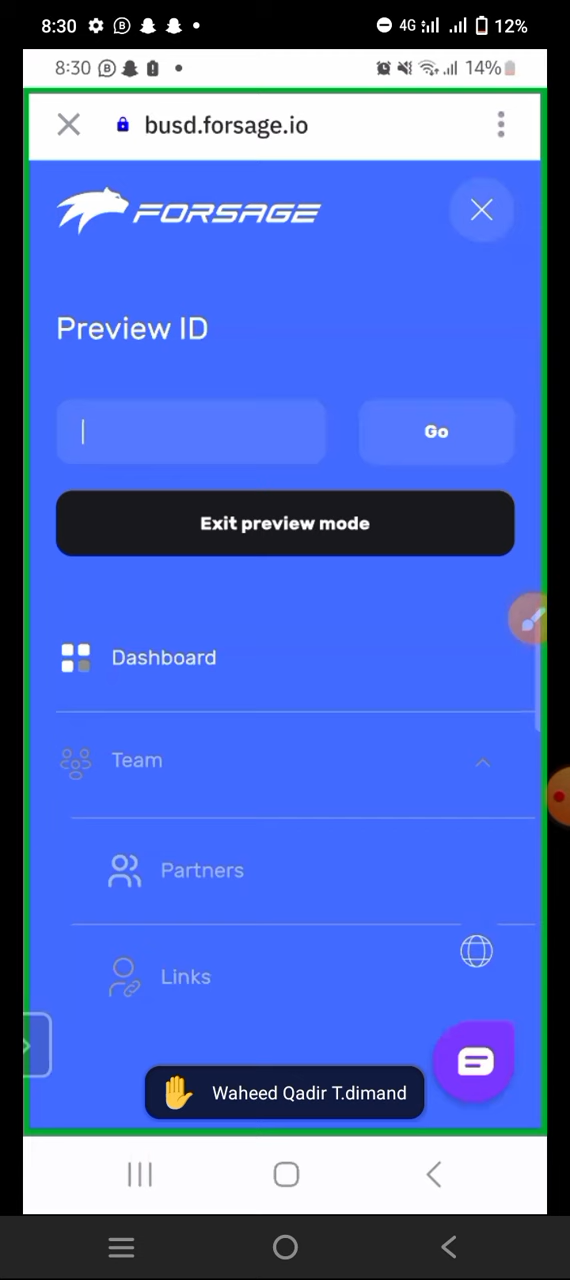 8:30 4G 12%
8:30 14%
busd.forsage.io
FORSAGE
Preview ID
Go
Exit preview mode
Dashboard
Team
Partners
Links
Waheed Qadir T.dimand